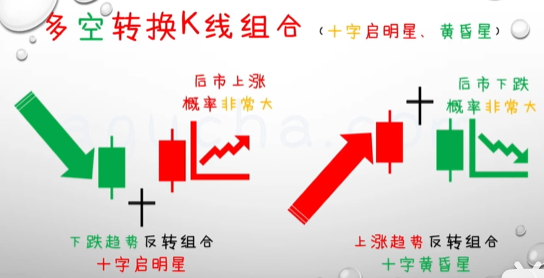 多空转换K线组合（十字启明星、黄昏星）
后市上涨
概率非常大
后市下跌
概率非常大
下跌趋势反转组合
十字启明星
上涨趋势反转组合
十字黄昏星